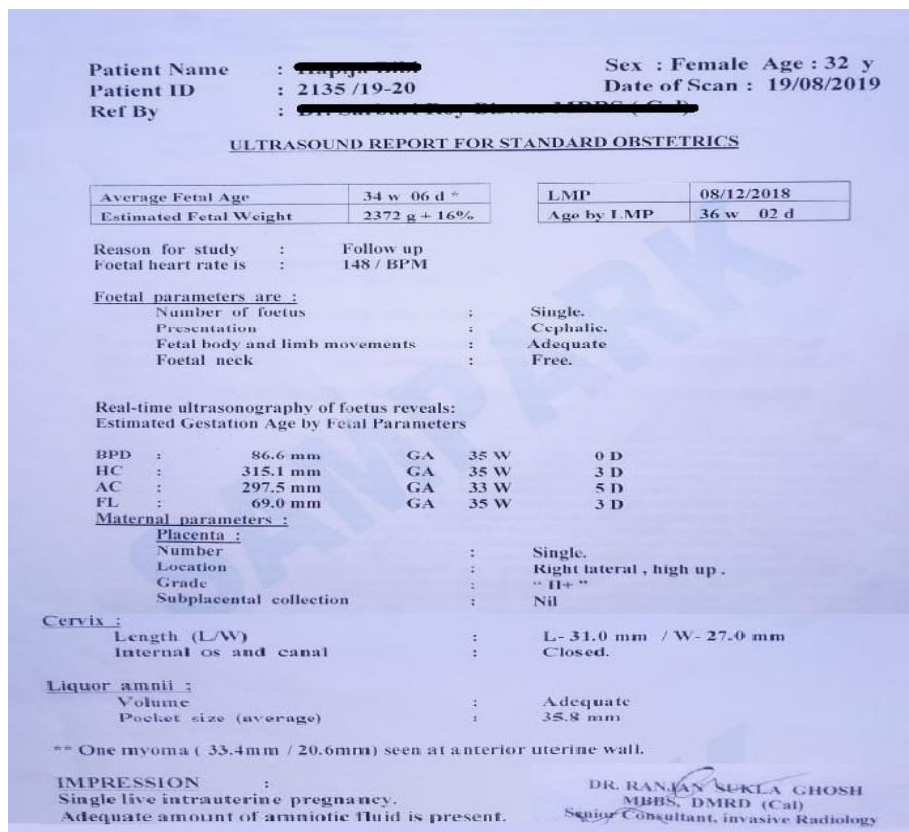 Patient Name : Sex : Female Age : 32 y
Patient ID : 2135 /19-20 Date of Scan : 19/08/2019
Ref By :
ULTRASOUND REPORT FOR STANDARD OBSTETRICS
Average Fetal Age 34 w 06 d * LMP 08/12/2018
Estimated Fetal Weight 2372 g + 16% Age by LMP 36 w 02 d
Reason for study : Follow up
Foetal heart rate is : 148 / BPM
Foetal parameters are :
Number of foetus : Single.
Presentation : Cephalic.
Fetal body and limb movements : Adequate
Foetal neck : Free.
Real-time ultrasonography of foetus reveals:
Estimated Gestation Age by Fetal Parameters
BPD : 86.6 mm GA 35 W 0 D
HC : 315.1 mm GA 35 W 3 D
AC : 297.5 mm GA 33 W 5 D
FL : 69.0 mm GA 35 W 3 D
Maternal parameters :
Placenta :
Number : Single.
Location : Right lateral , high up .
Grade : “ II+ ”
Subplacental collection : Nil
Cervix :
Length (L/W) : L- 31.0 mm / W- 27.0 mm
Internal os and canal : Closed.
Liquor amnii :
Volume : Adequate
Pocket size (average) : 35.8 mm
** One myoma ( 33.4mm / 20.6mm) seen at anterior uterine wall.
IMPRESSION :
Single live intrauterine pregnancy.
Adequate amount of amniotic fluid is present.
DR. RANJAN SUKLA GHOSH
MBBS, DMRD (Cal)
Senior Consultant, invasive Radiology
SAMPARK